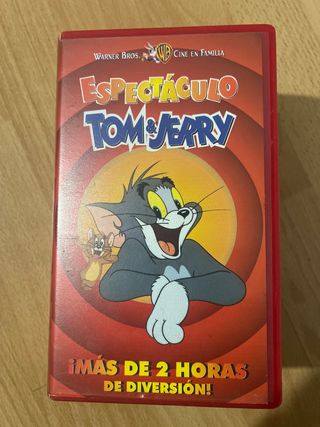 WARNER BROS. WB CINE EN FAMILIA
ESPECTÁCULO
TOM & JERRY
¡MÁS DE 2 HORAS
DE DIVERSIÓN!